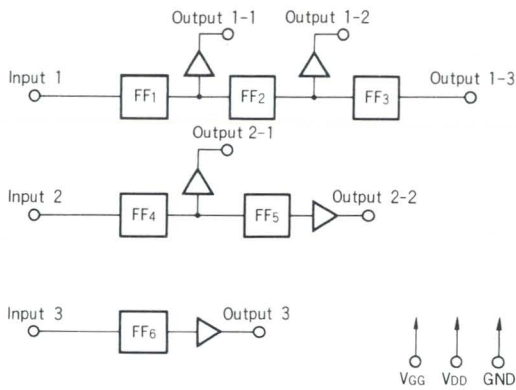 Output 1-1
Output 1-2
Input 1
FF1
FF2
FF3
Output 1-3
Output 2-1
Input 2
FF4
FF5
Output 2-2
Input 3
FF6
Output 3
VGG
VDD
GND